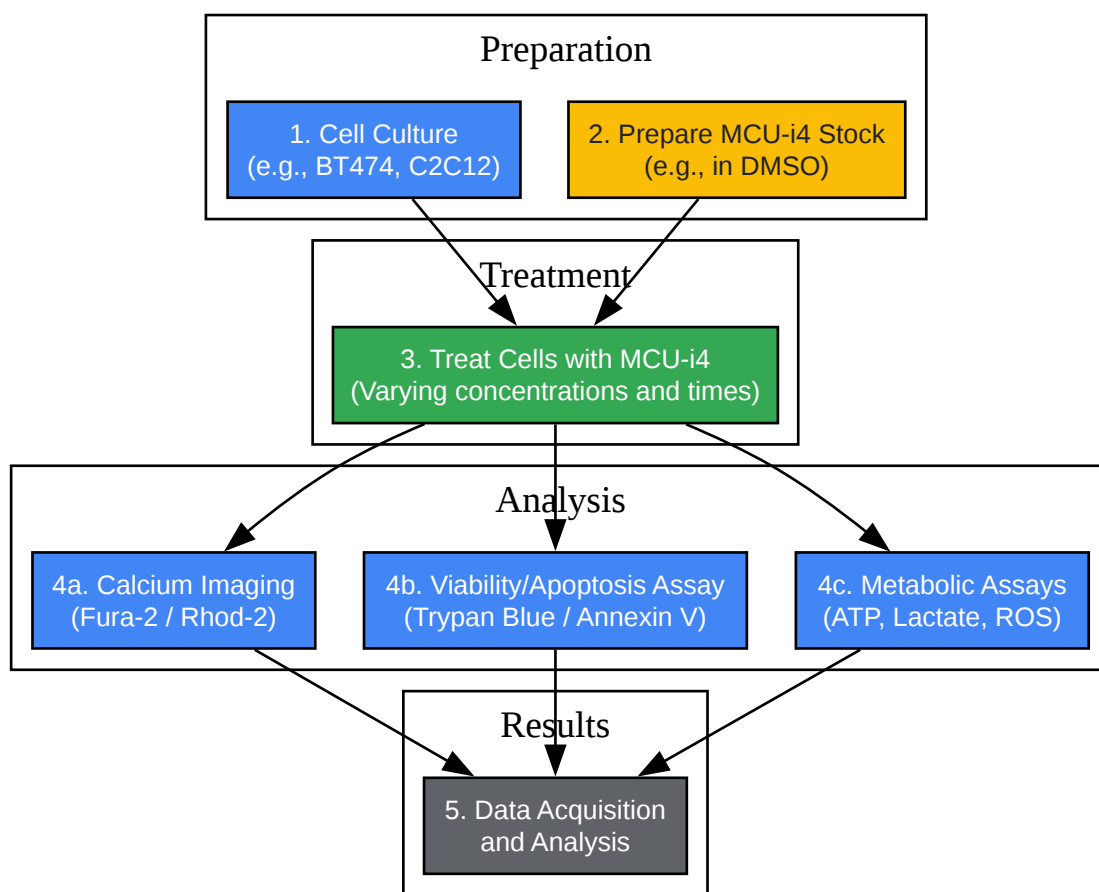 Preparation
1. Cell Culture
(e.g., BT474, C2C12)
2. Prepare MCU-i4 Stock
(e.g., in DMSO)
Treatment
3. Treat Cells with MCU-i4
(Varying concentrations and times)
Analysis
4a. Calcium Imaging
(Fura-2 / Rhod-2)
4b. Viability/Apoptosis Assay
(Trypan Blue / Annexin V)
4c. Metabolic Assays
(ATP, Lactate, ROS)
Results
5. Data Acquisition
and Analysis